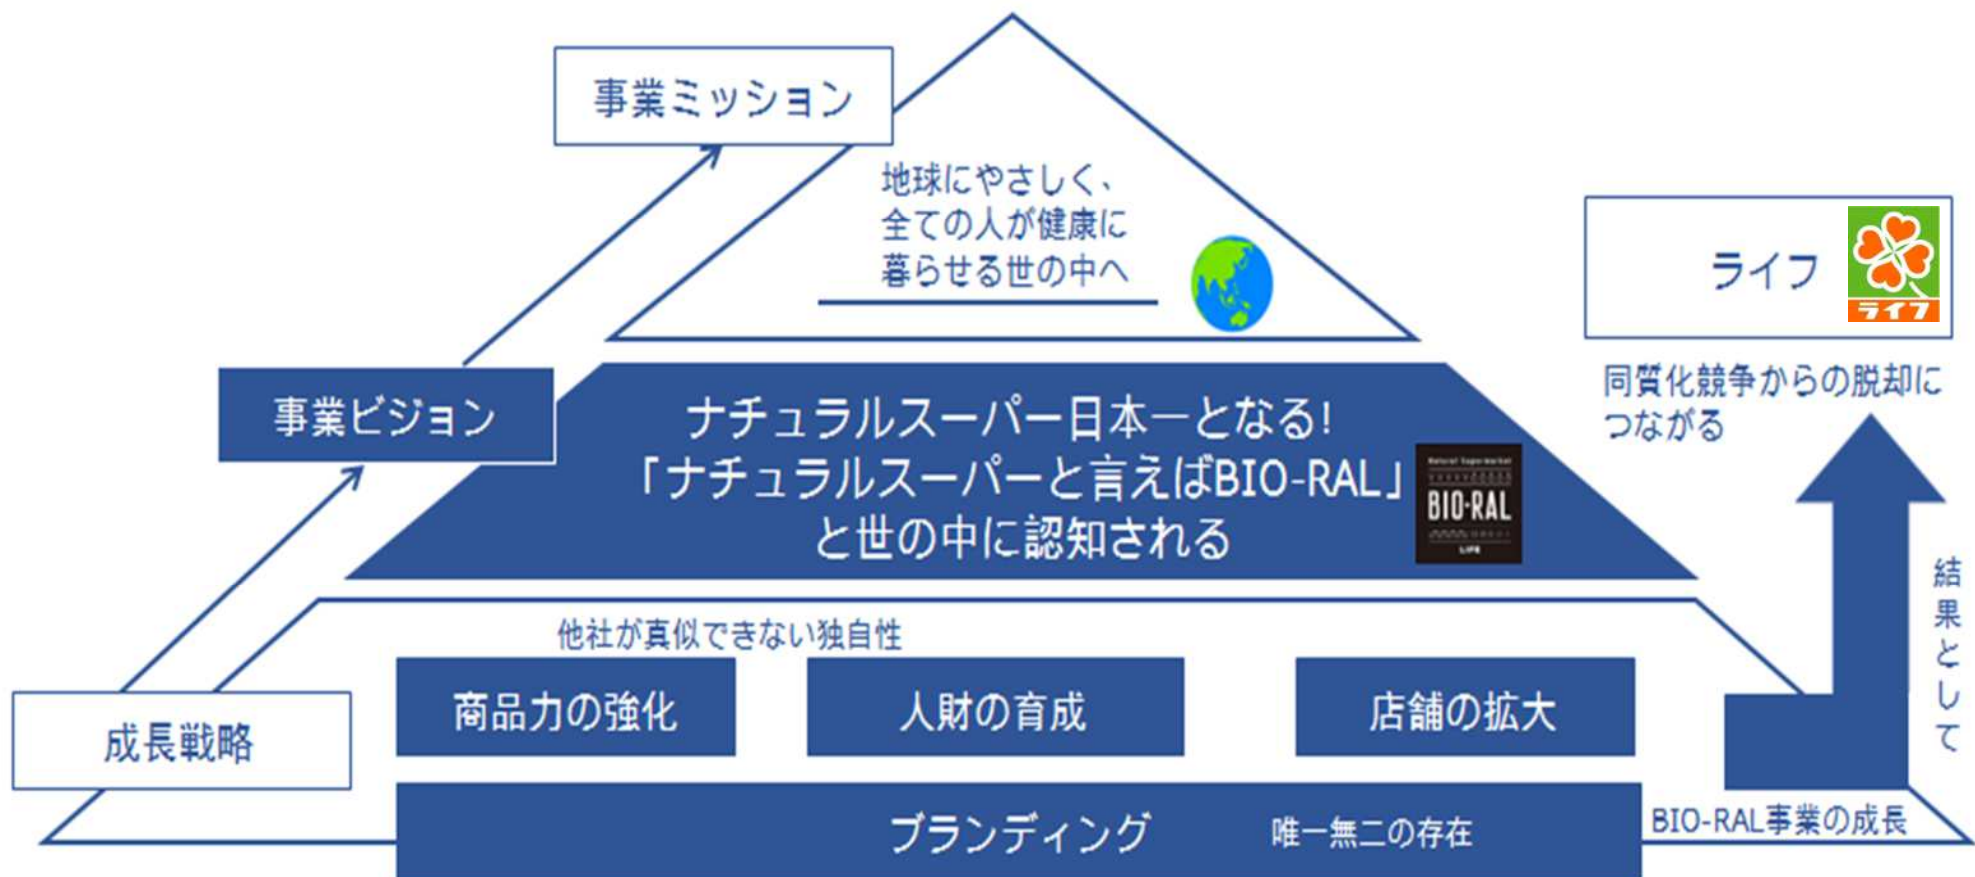 事業ミッション
地球にやさしく、
全ての人が健康に
暮らせる世の中へ
ライフ
ライフ
同質化競争からの脱却に
つながる
事業ビジョン
ナチュラルスーパー日本一となる!
「ナチュラルスーパーと言えばBIO-RAL」
と世の中に認知される
Natural Supermarket
BIO-RAL
LIFE
結果として
他社が真似できない独自性
商品力の強化
人財の育成
店舗の拡大
成長戦略
ブランディング
唯一無二の存在
BIO-RAL事業の成長